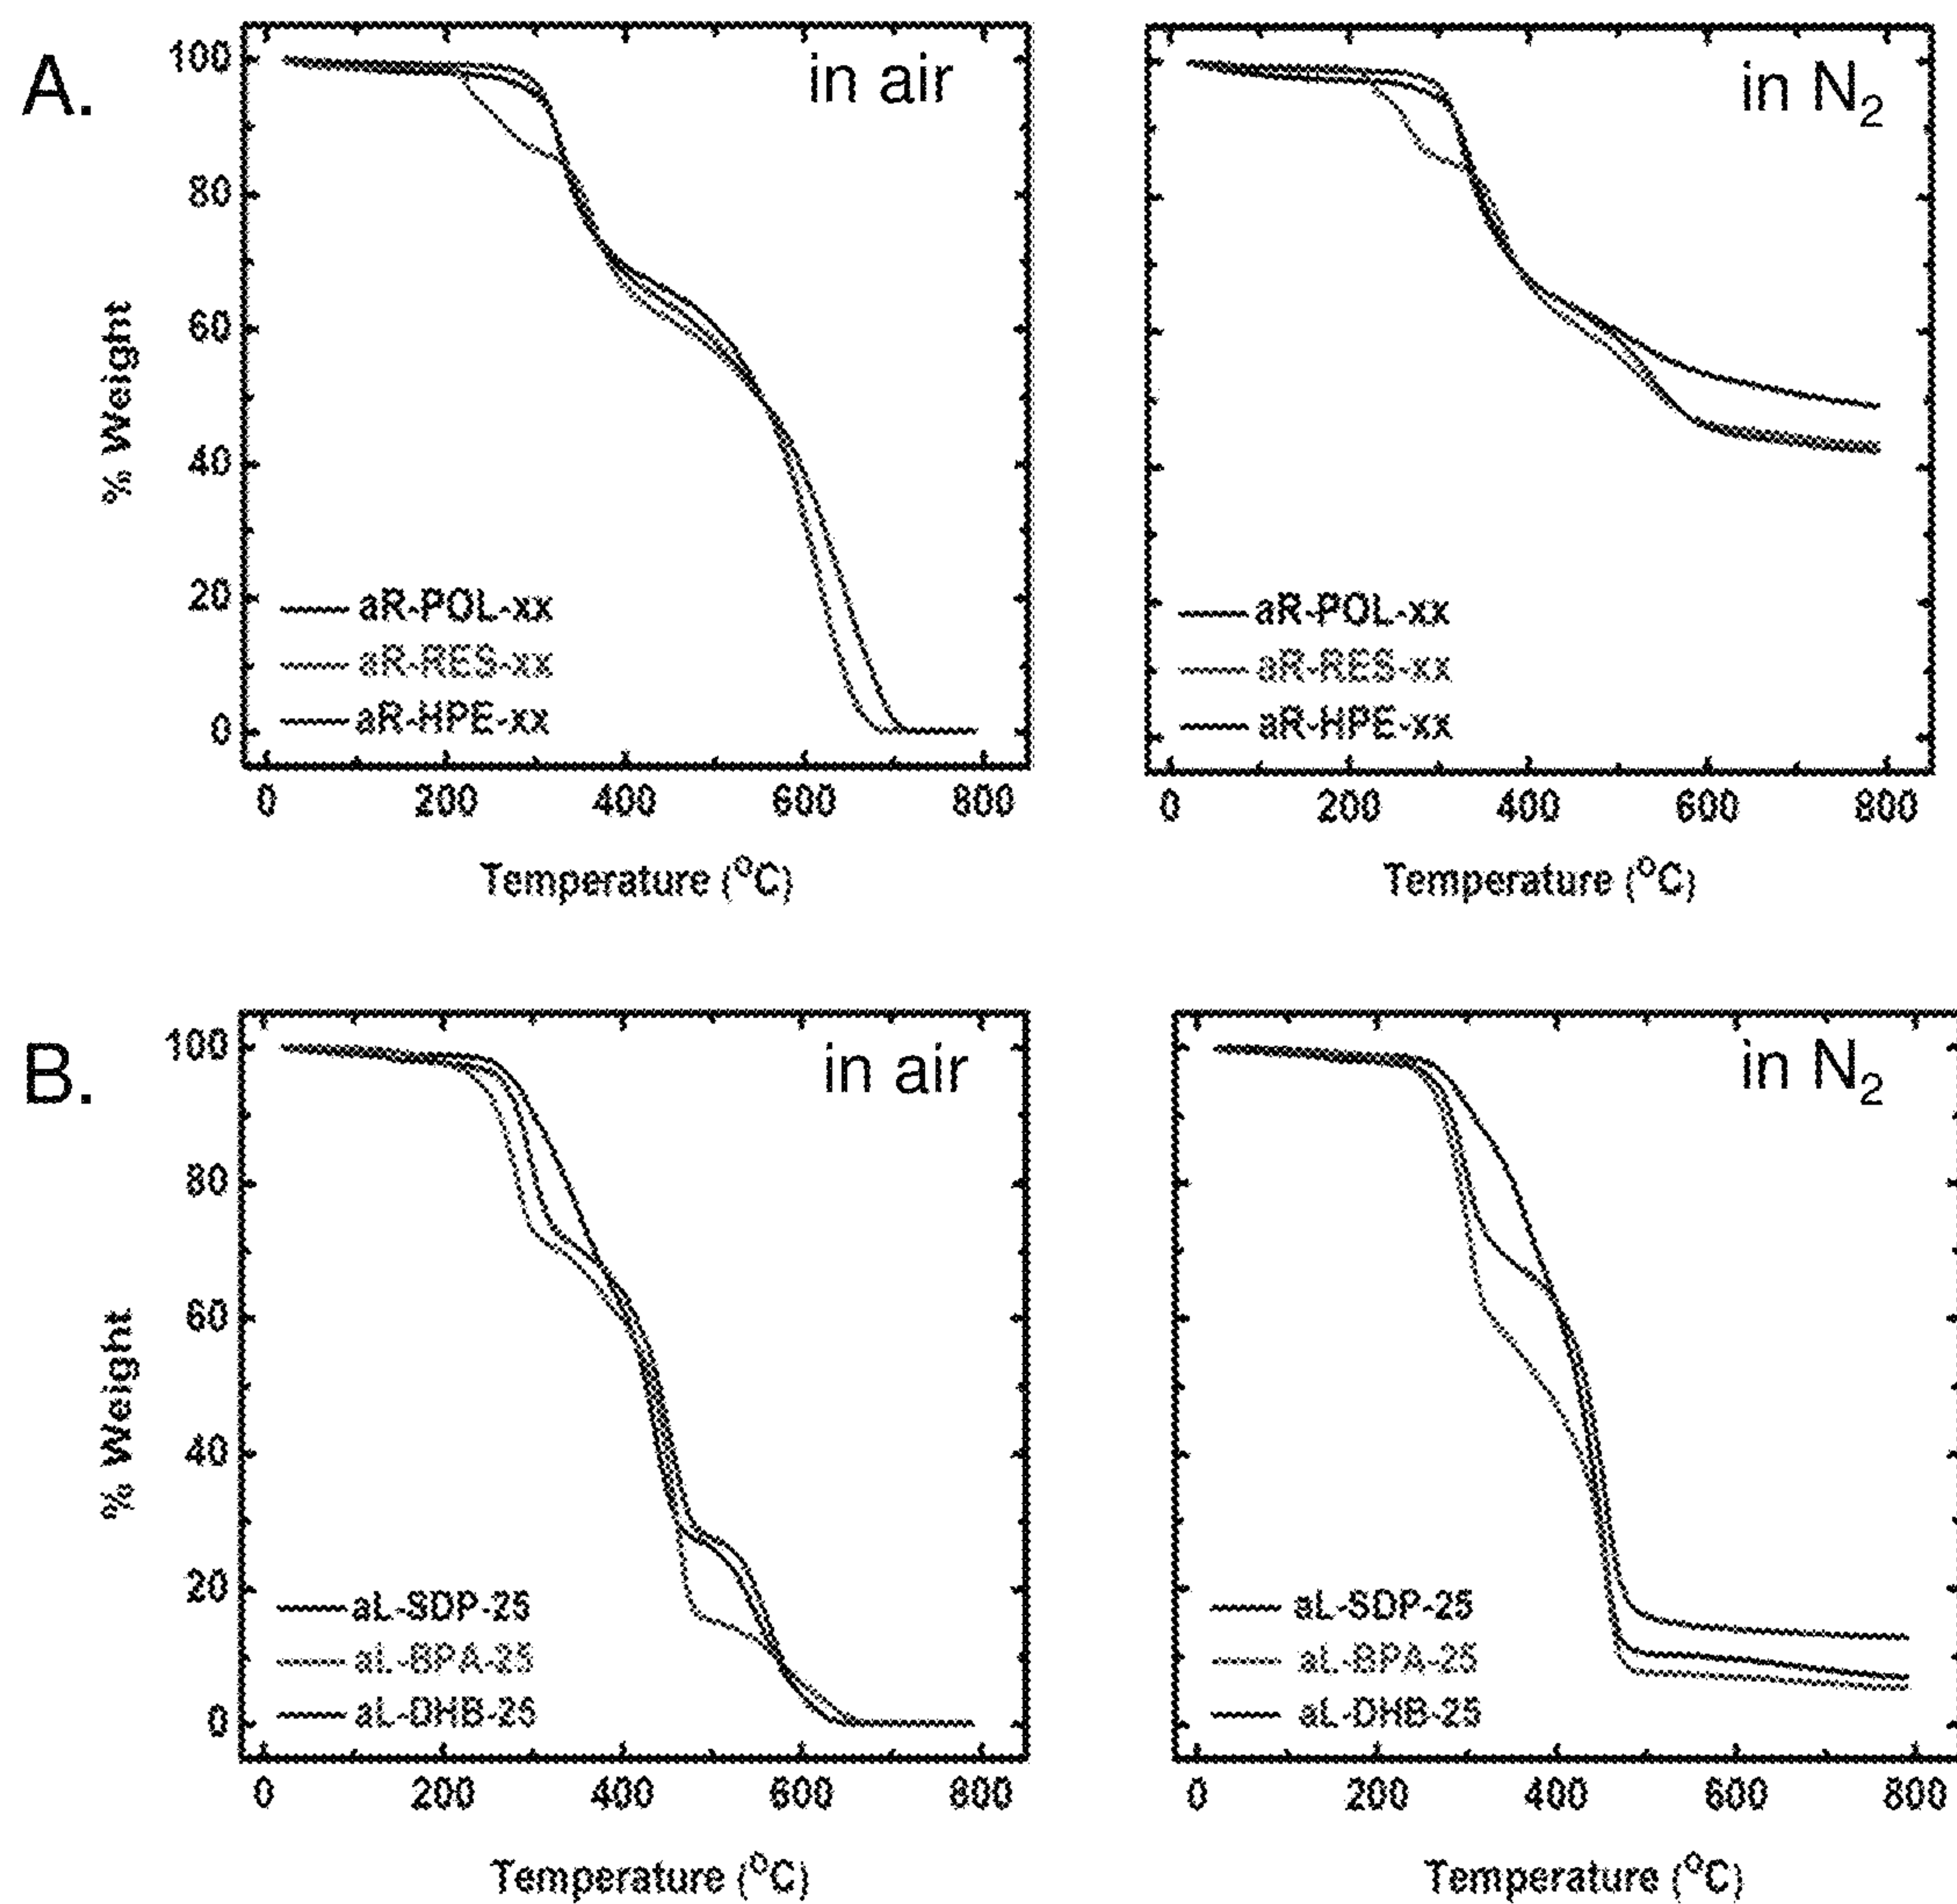 A.
in air
100
80
60
40
20
0
% Weight
aR-POL-xx
aR-RES-xx
aR-HPE-xx
0 200 400 600 800
Temperature (°C)
in N2
aR-POL-xx
aR-RES-xx
aR-HPE-xx
0 200 400 600 800
Temperature (°C)
B.
in air
100
80
60
40
20
0
% Weight
aL-SDP-25
aL-BPA-25
aL-DHB-25
0 200 400 600 800
Temperature (°C)
in N2
aL-SDP-25
aL-BPA-25
aL-DHB-25
0 200 400 600 800
Temperature (°C)